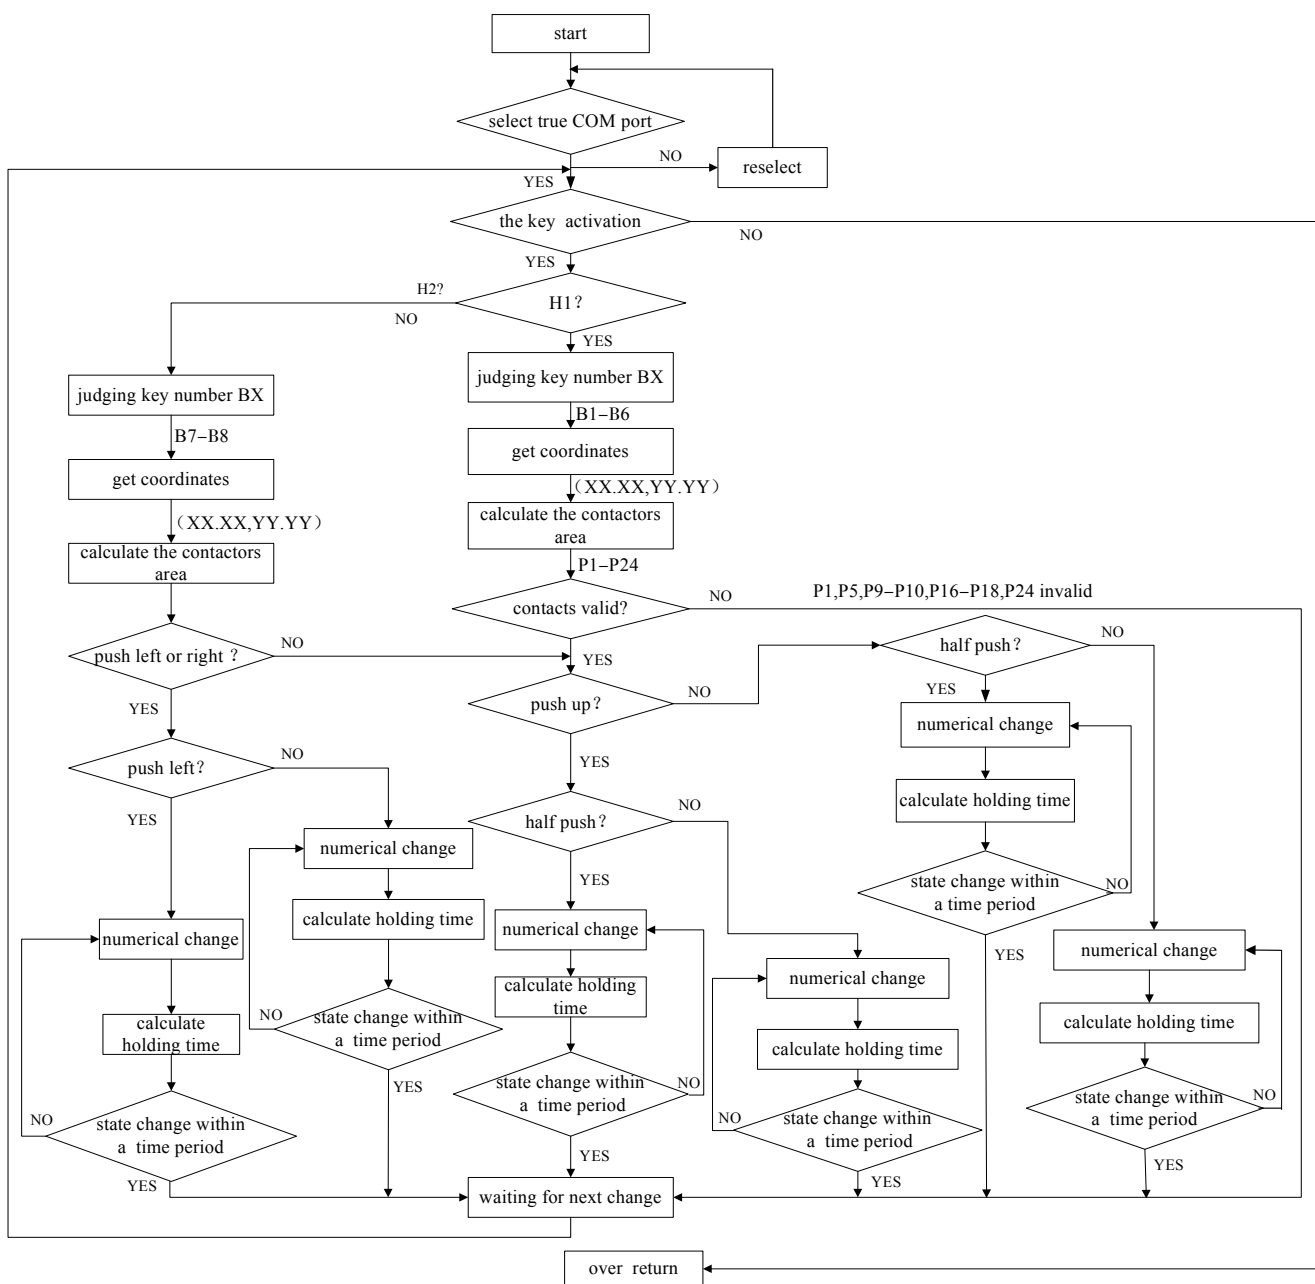 start
select true COM port
NO
reselect
YES
the key activation
NO
YES
H2?
H1?
NO
YES
judging key number BX
judging key number BX
B7–B8
B1–B6
get coordinates
get coordinates
（XX.XX,YY.YY）
（XX.XX,YY.YY）
calculate the contactors
area
calculate the contactors
area
P1–P24
contacts valid?
NO
P1,P5,P9–P10,P16–P18,P24 invalid
push left or right ?
NO
YES
half push?
NO
YES
push up?
NO
YES
numerical change
YES
push left?
NO
YES
calculate holding time
half push?
NO
YES
numerical change
state change within
a time period
NO
YES
calculate holding time
numerical change
numerical change
YES
numerical change
numerical change
calculate holding
time
calculate holding time
calculate
holding time
NO
state change within
a time period
calculate holding time
YES
state change within
a time period
NO
state change within
a time period
NO
NO
state change within
a time period
NO
state change within
a time period
YES
YES
YES
YES
waiting for next change
over return